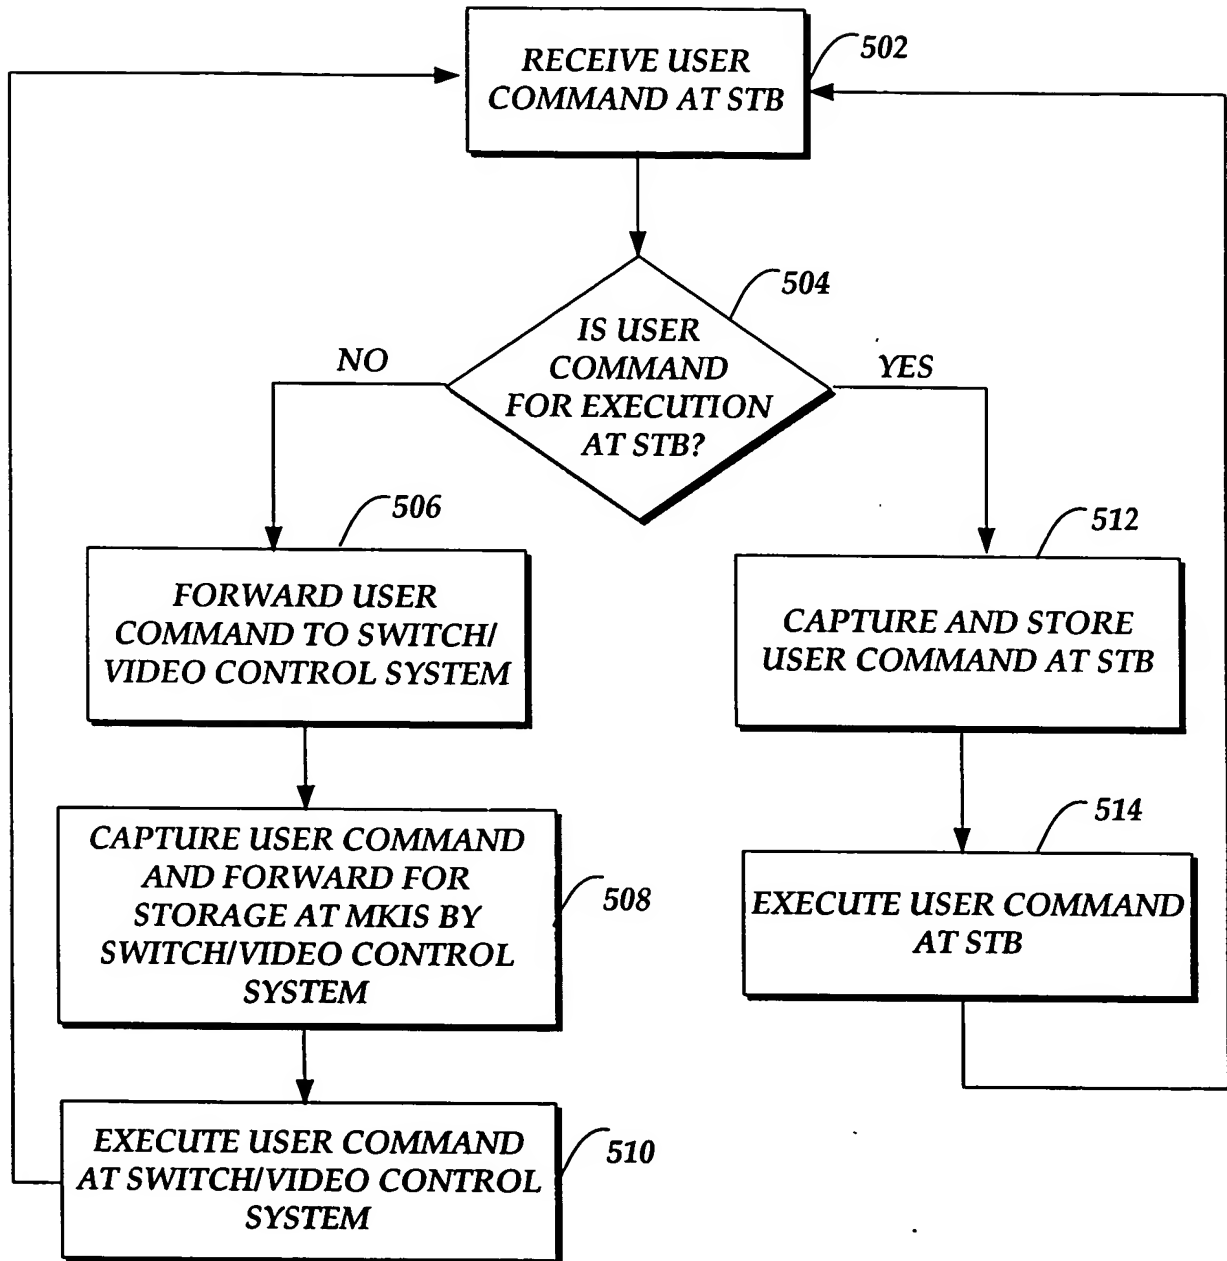 RECEIVE USER
COMMAND AT STB
502
IS USER
COMMAND
FOR EXECUTION
AT STB?
504
NO
YES
FORWARD USER
COMMAND TO SWITCH/
VIDEO CONTROL SYSTEM
506
CAPTURE USER COMMAND
AND FORWARD FOR
STORAGE AT MKIS BY
SWITCH/VIDEO CONTROL
SYSTEM
508
EXECUTE USER COMMAND
AT SWITCH/VIDEO CONTROL
SYSTEM
510
CAPTURE AND STORE
USER COMMAND AT STB
512
EXECUTE USER COMMAND
AT STB
514